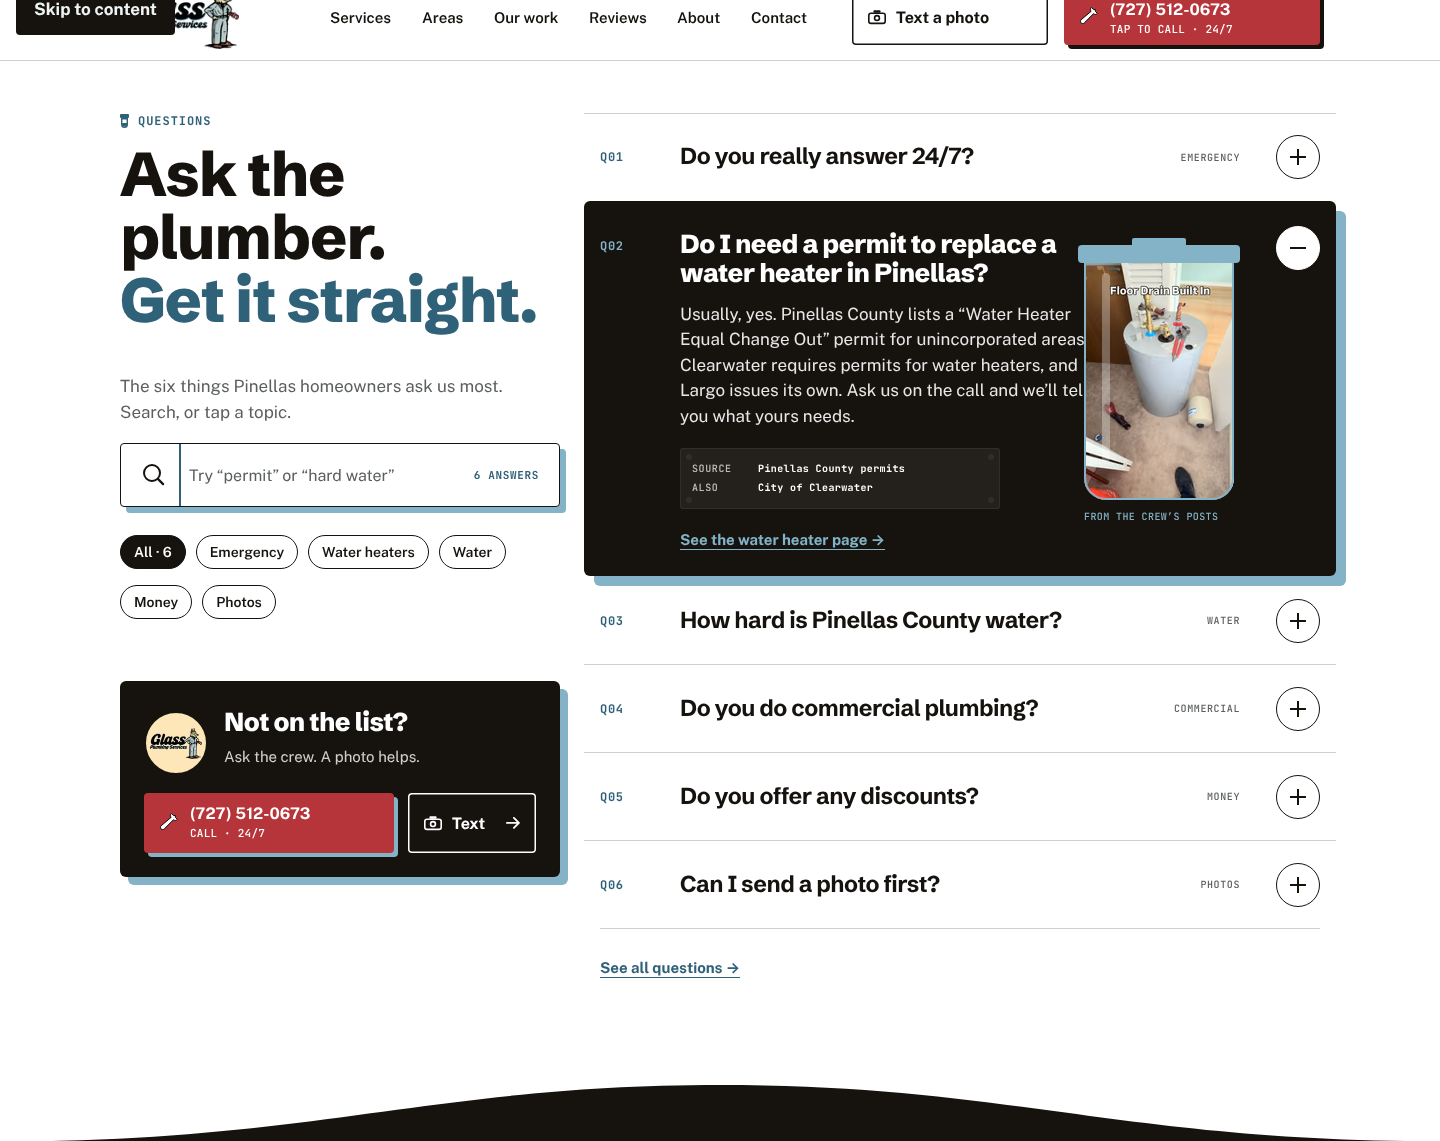 Skip to content
Glass
Services
Services
Areas
Our work
Reviews
About
Contact
Text a photo
(727) 512-0673
TAP TO CALL · 24/7
QUESTIONS
Ask the
plumber.
Get it straight.
The six things Pinellas homeowners ask us most.
Search, or tap a topic.
Try “permit” or “hard water”
6 ANSWERS
All · 6
Emergency
Water heaters
Water
Money
Photos
Glass
Plumbing Services
Not on the list?
Ask the crew. A photo helps.
(727) 512-0673
CALL · 24/7
Text →
Q01
Do you really answer 24/7?
EMERGENCY
Q02
Do I need a permit to replace a
water heater in Pinellas?
Usually, yes. Pinellas County lists a “Water Heater
Equal Change Out” permit for unincorporated areas
Clearwater requires permits for water heaters, and
Largo issues its own. Ask us on the call and we’ll tel
you what yours needs.
SOURCE Pinellas County permits
ALSO City of Clearwater
See the water heater page →
Floor Drain Built In
FROM THE CREW’S POSTS
Q03
How hard is Pinellas County water?
WATER
Q04
Do you do commercial plumbing?
COMMERCIAL
Q05
Do you offer any discounts?
MONEY
Q06
Can I send a photo first?
PHOTOS
See all questions →